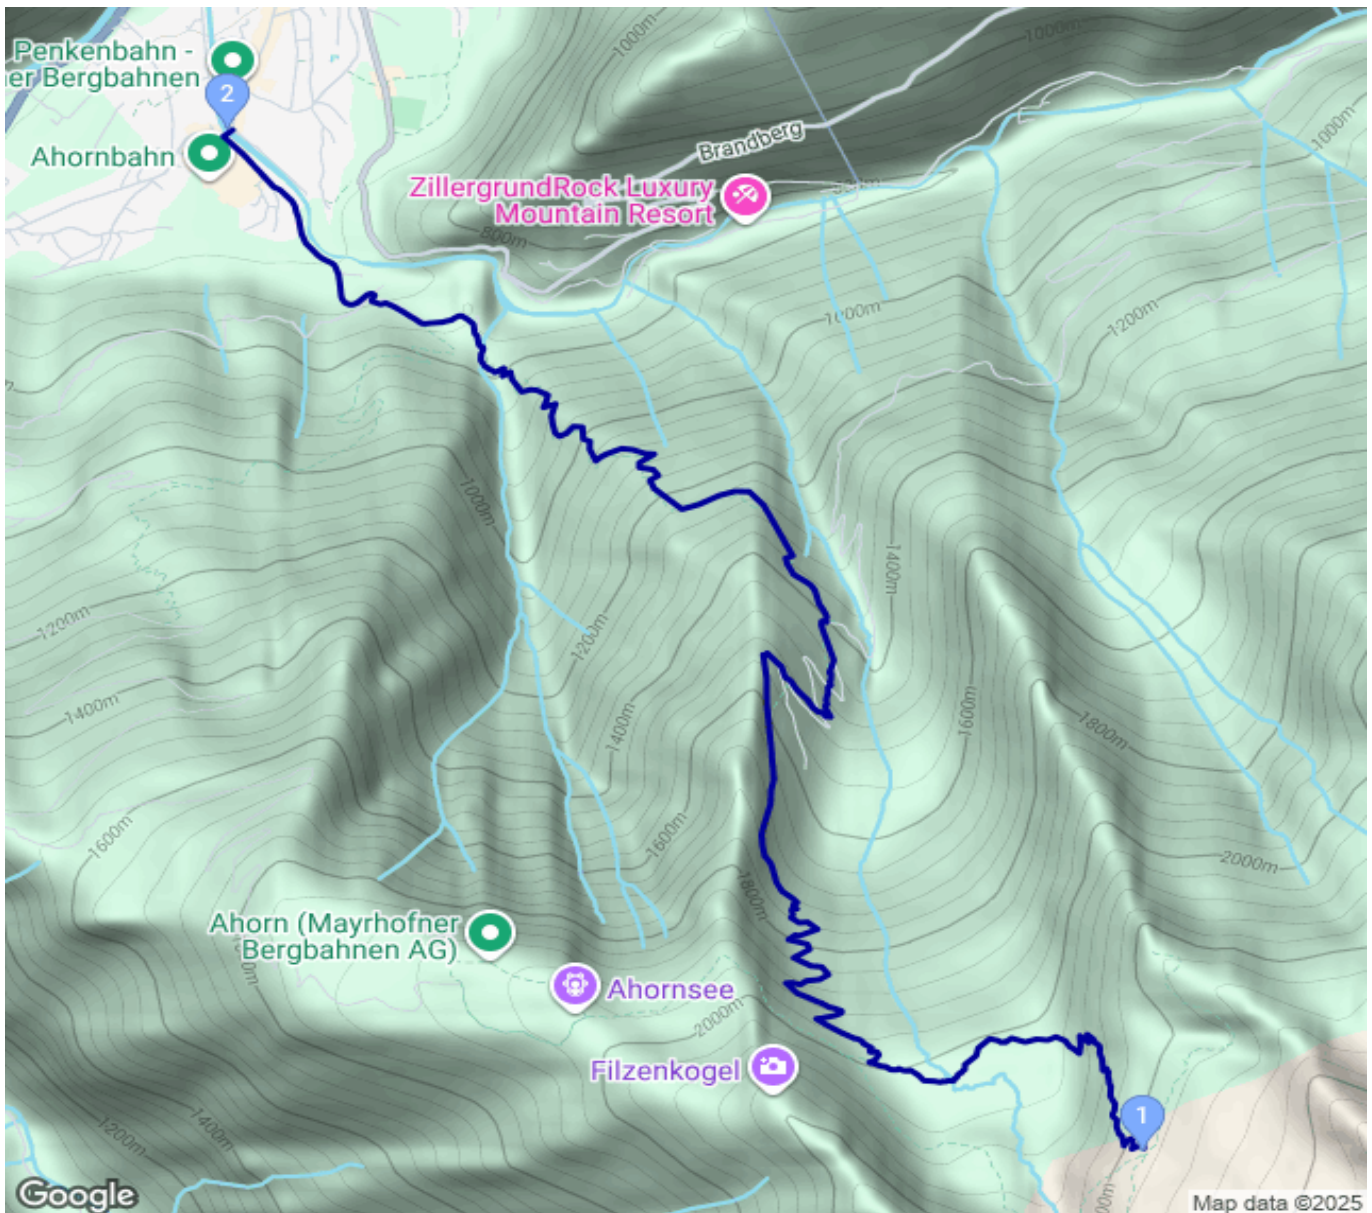 Penkenbahn -
er Bergbahnen
2
Ahornbahn
1000m
1000m
Brandberg
ZillergrundRock Luxury
Mountain Resort
800m
1000m
1000m
1200m
1000m
1400m
1200m
1200m
1400m
1400m
1600m
1800m
1600m
1600m
2000m
1800m
Ahorn (Mayrhofner
Bergbahnen AG)
Ahornsee
2000m
Filzenkogel
1
1400m
1200m
Google
Map data ©2025